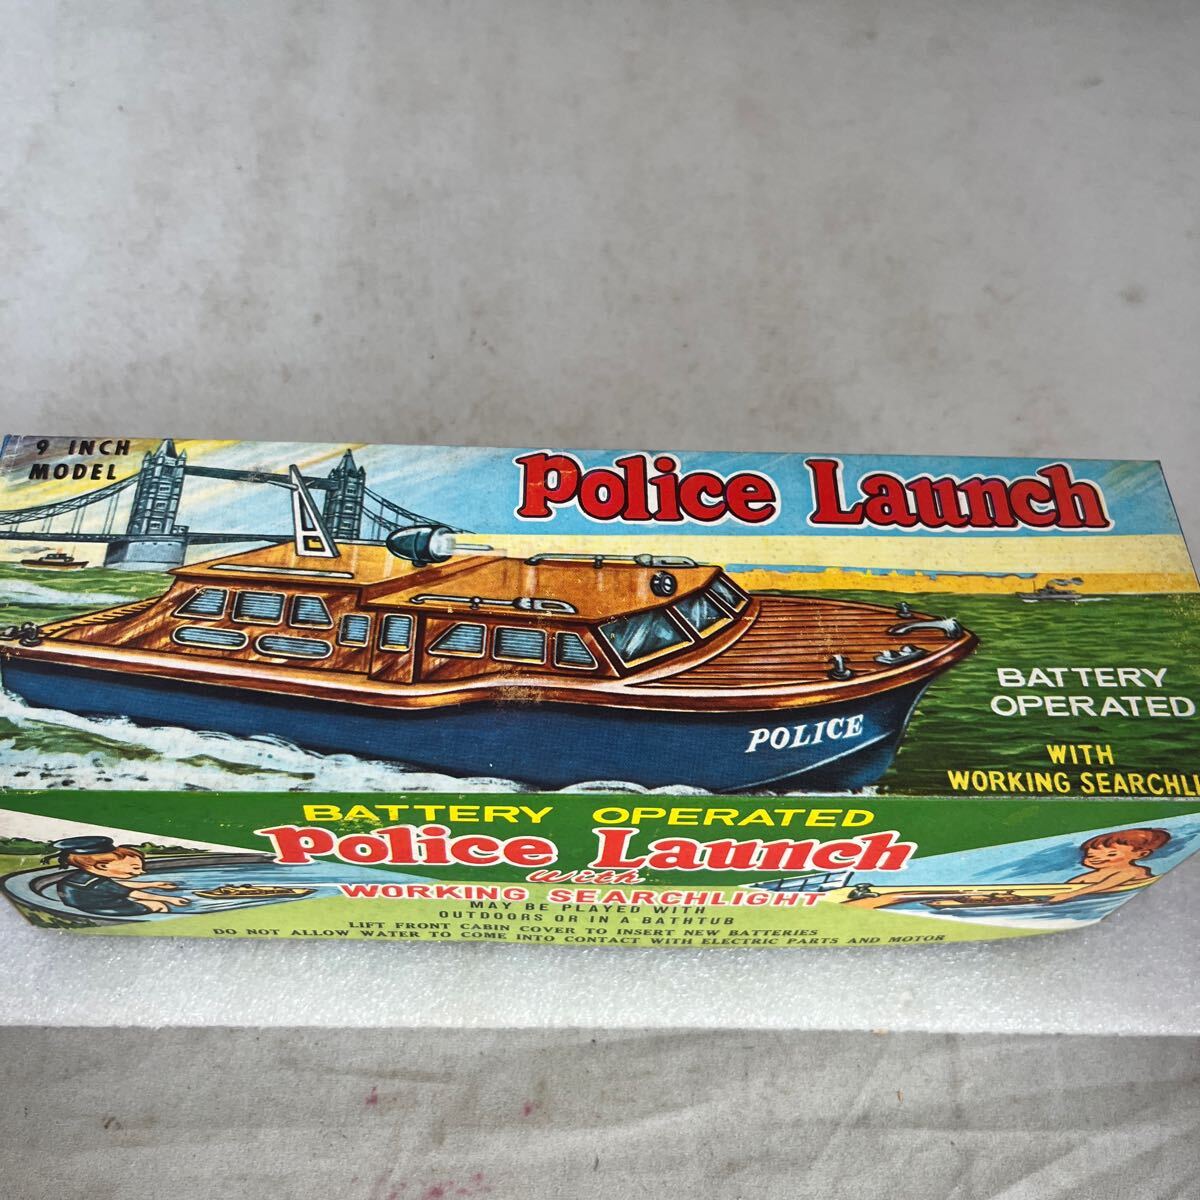 9 INCH
MODEL
Police Launch
BATTERY
OPERATED
WITH
WORKING SEARCHLI
POLICE
BATTERY OPERATED
Police Launch
with
WORKING SEARCHLIGHT
MAY BE PLAYED WITH
OUTDOORS OR IN A BATHTUB
LIFT FRONT CABIN COVER TO INSERT NEW BATTERIES
DO NOT ALLOW WATER TO COME INTO CONTACT WITH ELECTRIC PARTS AND MOTOR